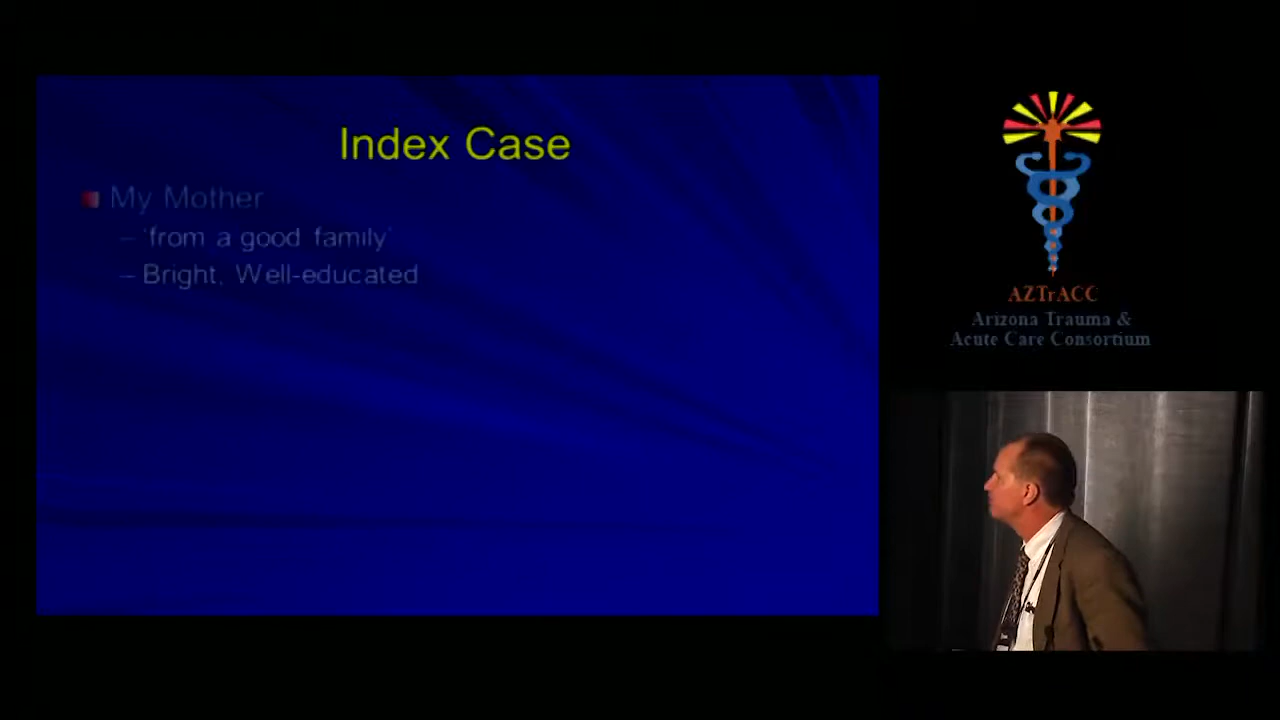 Index Case
My Mother
– ‘from a good family’
– Bright, Well-educated
AZTrACC
Arizona Trauma &
Acute Care Consortium